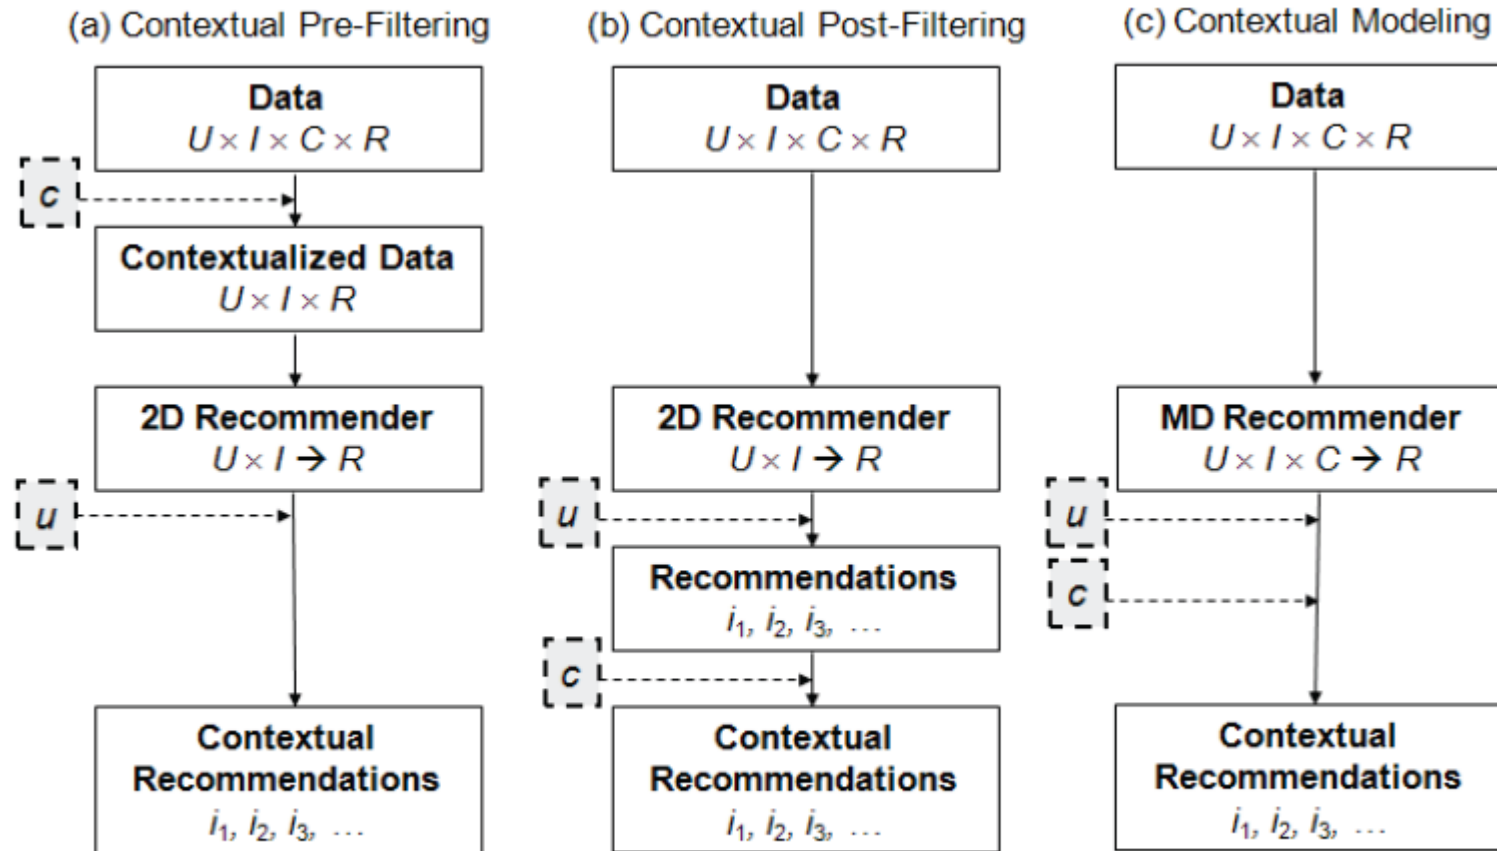 (a) Contextual Pre-Filtering
Data
U × I × C × R
c
Contextualized Data
U × I × R
2D Recommender
U × I → R
u
Contextual
Recommendations
i₁, i₂, i₃, …
(b) Contextual Post-Filtering
Data
U × I × C × R
2D Recommender
U × I → R
u
Recommendations
i₁, i₂, i₃, …
c
Contextual
Recommendations
i₁, i₂, i₃, …
(c) Contextual Modeling
Data
U × I × C × R
MD Recommender
U × I × C → R
u
c
Contextual
Recommendations
i₁, i₂, i₃, …